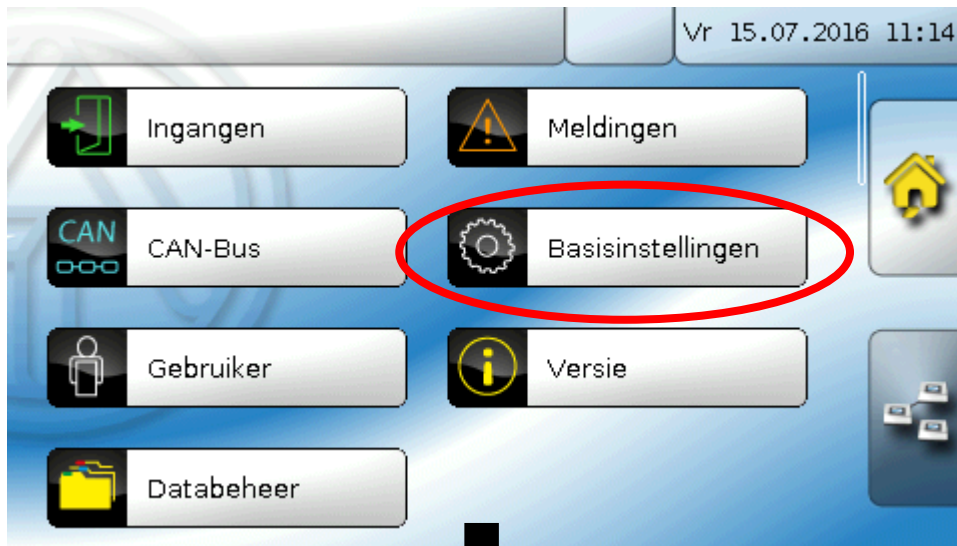 Vr 15.07.2016 11:14
Ingangen
Meldingen
CAN
CAN-Bus
Basisinstellingen
Gebruiker
Versie
Databeheer